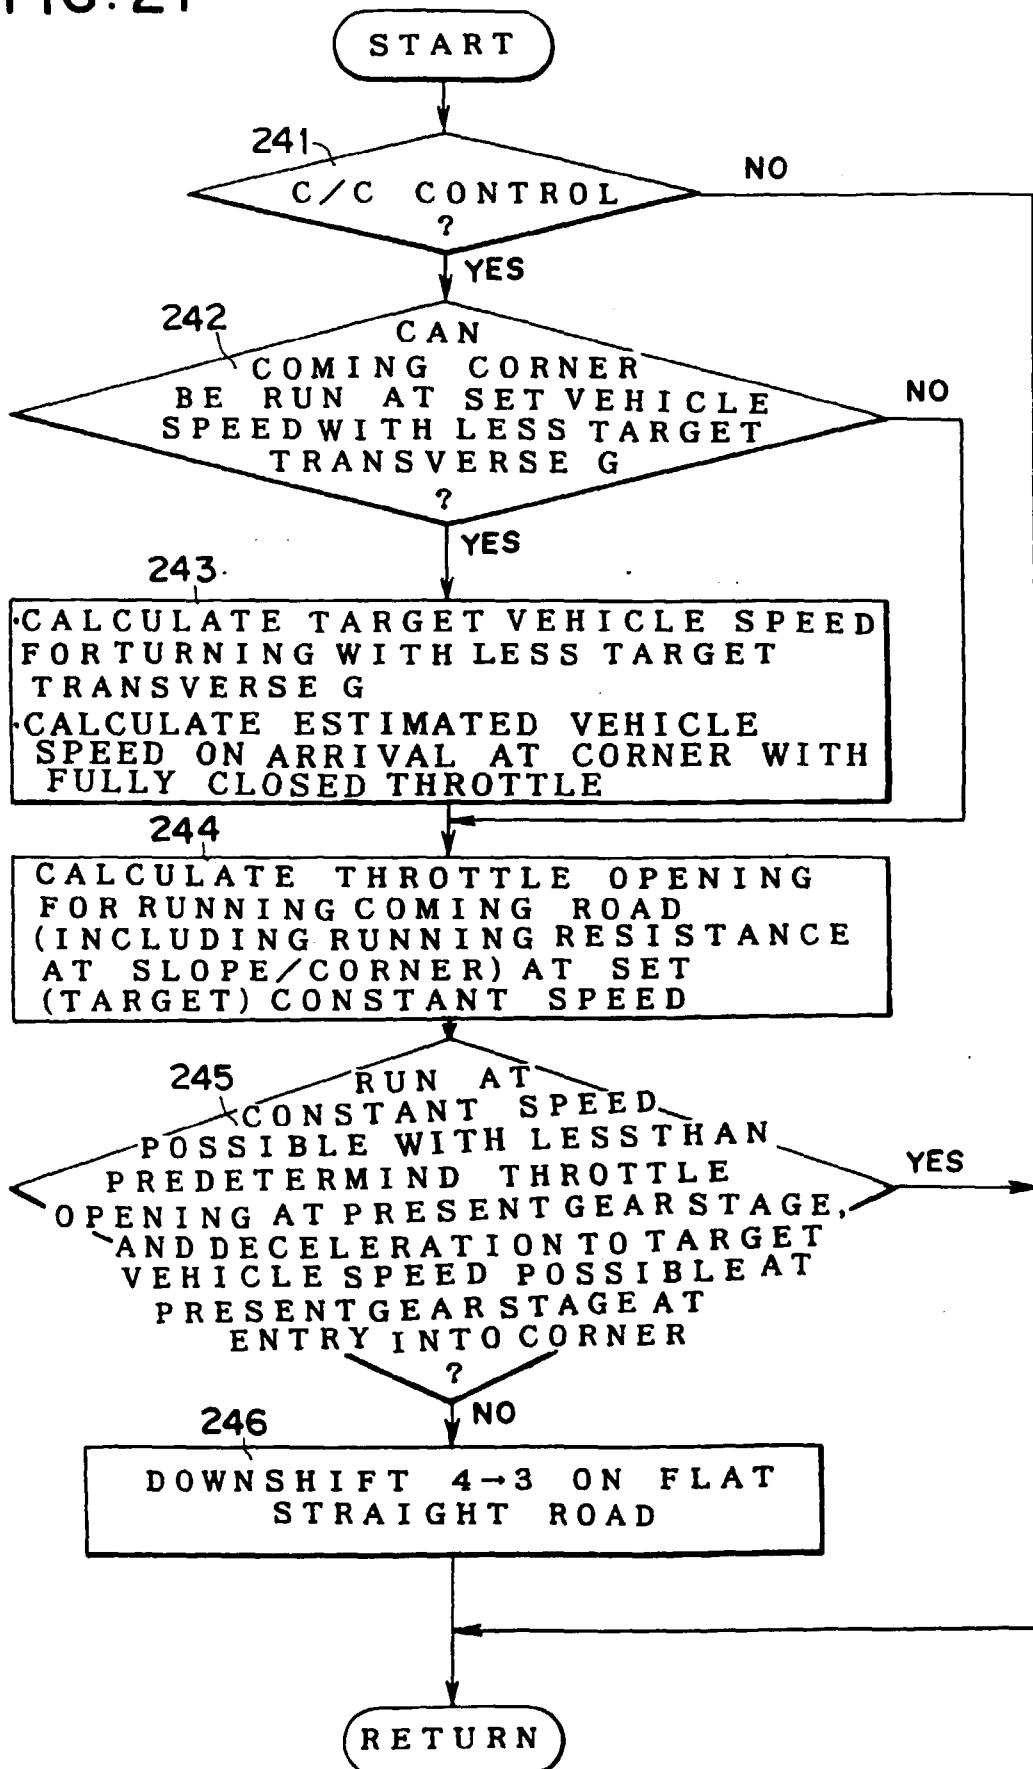 FIG. 21
START
241
C/C CONTROL
?
NO
YES
242
CAN
COMING CORNER
BE RUN AT SET VEHICLE
SPEED WITH LESS TARGET
TRANSVERSE G
?
NO
YES
243
·CALCULATE TARGET VEHICLE SPEED
FOR TURNING WITH LESS TARGET
TRANSVERSE G
·CALCULATE ESTIMATED VEHICLE
SPEED ON ARRIVAL AT CORNER WITH
FULLY CLOSED THROTTLE
244
CALCULATE THROTTLE OPENING
FOR RUNNING COMING ROAD
(INCLUDING RUNNING RESISTANCE
AT SLOPE/CORNER) AT SET
(TARGET) CONSTANT SPEED
245
RUN AT
CONSTANT SPEED
POSSIBLE WITH LESS THAN
PREDETERMIND THROTTLE
OPENING AT PRESENT GEAR STAGE,
AND DECELERATION TO TARGET
VEHICLE SPEED POSSIBLE AT
PRESENT GEAR STAGE AT
ENTRY INTO CORNER
?
YES
NO
246
DOWNSHIFT 4→3 ON FLAT
STRAIGHT ROAD
RETURN